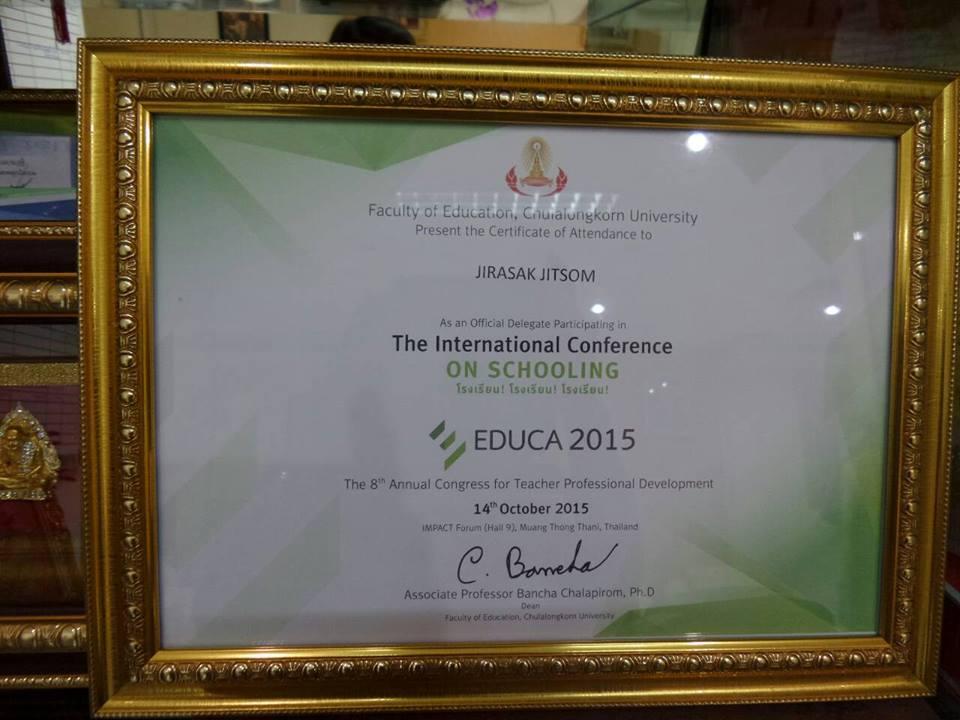 Faculty of Education, Chulalongkorn University
Present the Certificate of Attendance to
JIRASAK JITSOM
As an Official Delegate Participating in
The International Conference
ON SCHOOLING
โรงเรียน! โรงเรียน! โรงเรียน!
EDUCA 2015
The 8th Annual Congress for Teacher Professional Development
14th October 2015
IMPACT Forum (Hall 9), Muang Thong Thani, Thailand
C. Bancha
Associate Professor Bancha Chalapirom, Ph.D
Dean
Faculty of Education, Chulalongkorn University